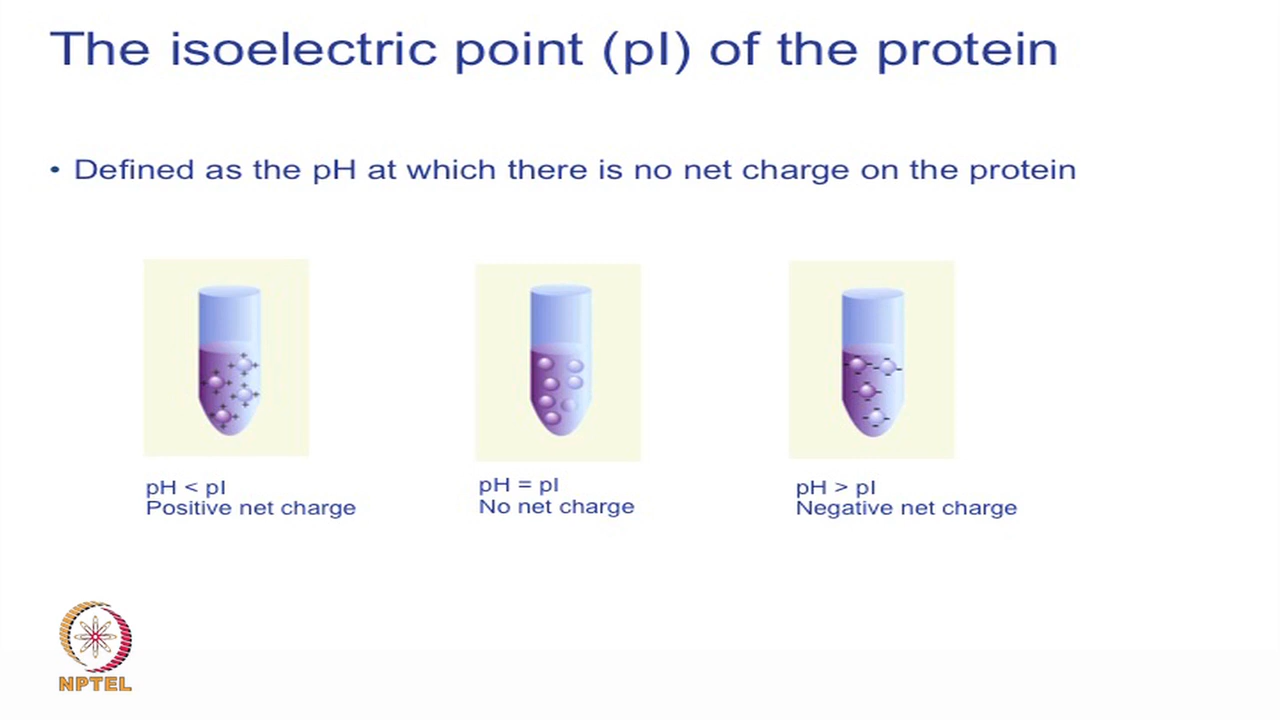 The isoelectric point (pI) of the protein
• Defined as the pH at which there is no net charge on the protein
pH < pI
Positive net charge
pH = pI
No net charge
pH > pI
Negative net charge
NPTEL